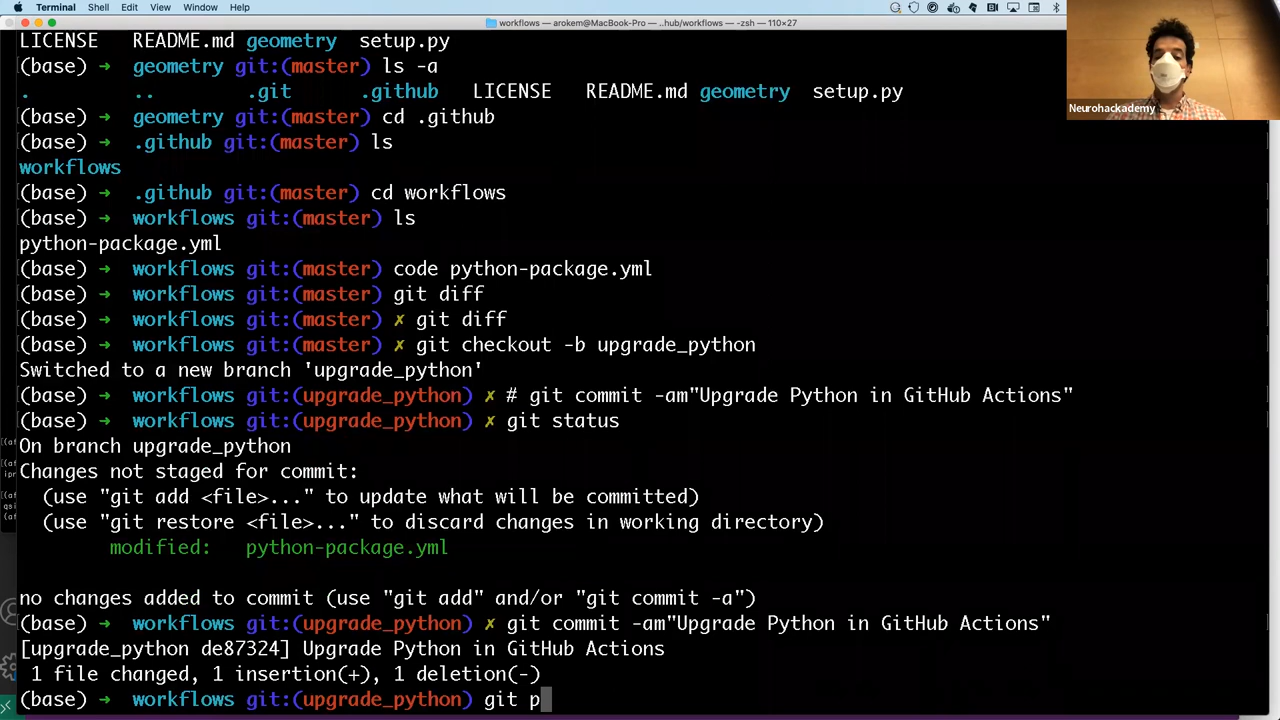 Terminal Shell Edit View Window Help
workflows — arokem@MacBook-Pro — ..hub/workflows — -zsh — 110×27
LICENSE README.md geometry setup.py
(base) ➜ geometry git:(master) ls -a
. .. .git .github LICENSE README.md geometry setup.py
(base) ➜ geometry cd .github
(base) ➜ .github git:(master) ls
workflows
(base) ➜ .github git:(master) cd workflows
(base) ➜ workflows git:(master) ls
python-package.yml
(base) ➜ workflows git:(master) code python-package.yml
(base) ➜ workflows git:(master) git diff
(base) ➜ workflows git:(master) ✗ git diff
(base) ➜ workflows git:(master) ✗ git checkout -b upgrade_python
Switched to a new branch 'upgrade_python'
(base) ➜ workflows git:(upgrade_python) ✗ # git commit -am"Upgrade Python in GitHub Actions"
(base) ➜ workflows git:(upgrade_python) ✗ git status
On branch upgrade_python
Changes not staged for commit:
(use "git add <file>..." to update what will be committed)
(use "git restore <file>..." to discard changes in working directory)
modified: python-package.yml
no changes added to commit (use "git add" and/or "git commit -a")
(base) ➜ workflows git:(upgrade_python) ✗ git commit -am"Upgrade Python in GitHub Actions"
[upgrade_python de87324] Upgrade Python in GitHub Actions
1 file changed, 1 insertion(+), 1 deletion(-)
(base) ➜ workflows git:(upgrade_python) git p
Neurohackademy